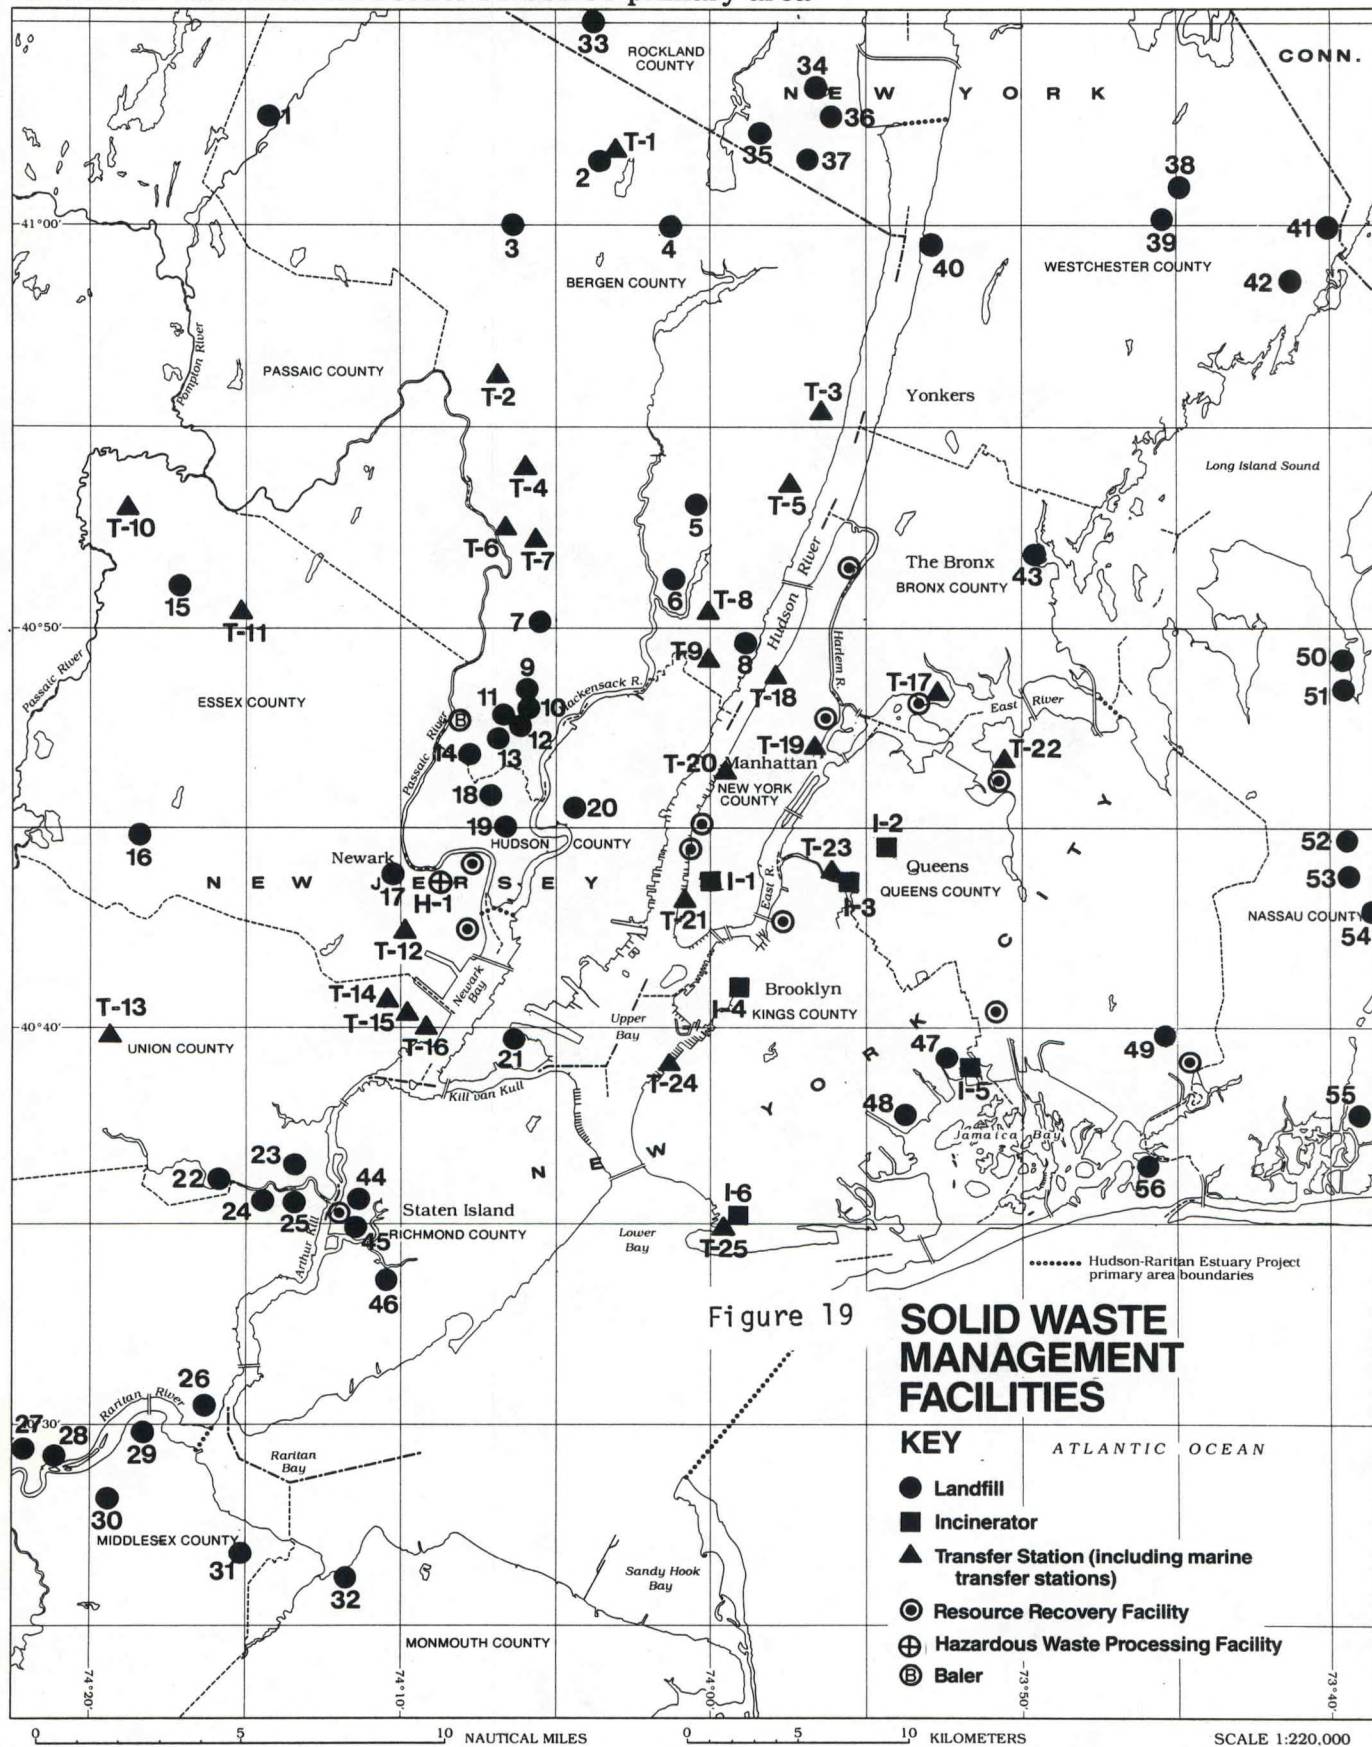 primary area
33
ROCKLAND
COUNTY
34
N E W Y O R K
CONN.
1
36
35
T-1
2
37
38
41°00'
3
4
39
41
40
BERGEN COUNTY
WESTCHESTER COUNTY
42
Pompton River
PASSAIC COUNTY
T-2
T-3
Yonkers
T-4
Long Island Sound
T-5
T-10
5
T-6
T-7
River
The Bronx
BRONX COUNTY
43
15
6
T-8
T-11
Hudson
40°50'
7
8
Harlem R.
Passaic River
T-9
50
9
T-18
T-17
51
ESSEX COUNTY
Hackensack R.
11
10
East River
B
12
Passaic River
13
14
T-19
T-22
T-20
Manhattan
NEW YORK
COUNTY
18
20
C I T Y
19
HUDSON COUNTY
I-2
52
16
Newark
T-23
Queens
QUEENS COUNTY
53
N E W J E R S E Y
17
H-1
I-1
I-3
East R.
T-21
NASSAU COUNTY
54
T-12
Newark
Bay
T-14
I-4
Brooklyn
KINGS COUNTY
T-13
T-15
Upper
Bay
40°40'
T-16
UNION COUNTY
21
47
49
T-24
I-5
Kill van Kull
48
55
N E W Y O R K
Jamaica Bay
23
22
56
24
25
44
I-6
Staten Island
RICHMOND COUNTY
45
Arthur Kill
Lower
Bay
T-25
46
Hudson-Raritan Estuary Project
primary area boundaries
Figure 19
SOLID WASTE
MANAGEMENT
FACILITIES
26
Raritan River
27
28
40°30'
29
KEY
ATLANTIC OCEAN
Raritan
Bay
Landfill
30
Incinerator
MIDDLESEX COUNTY
31
Transfer Station (including marine
transfer stations)
32
Sandy Hook
Bay
Resource Recovery Facility
MONMOUTH COUNTY
Hazardous Waste Processing Facility
B Baler
74°20'
74°10'
74°00'
73°50'
73°40'
0 5 10 NAUTICAL MILES
0 5 10 KILOMETERS
SCALE 1:220,000